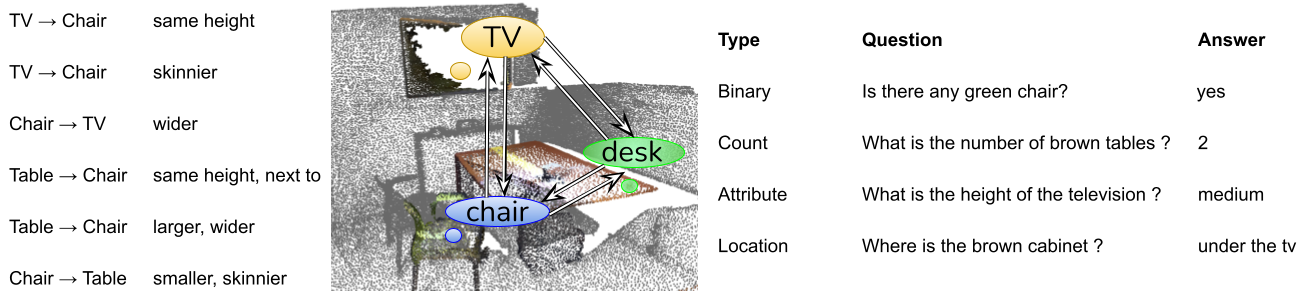 TV → Chair same height
TV → Chair skinnier
Chair → TV wider
Table → Chair same height, next to
Table → Chair larger, wider
Chair → Table smaller, skinnier
TV
desk
chair
Type Question Answer
Binary Is there any green chair? yes
Count What is the number of brown tables ? 2
Attribute What is the height of the television ? medium
Location Where is the brown cabinet ? under the tv